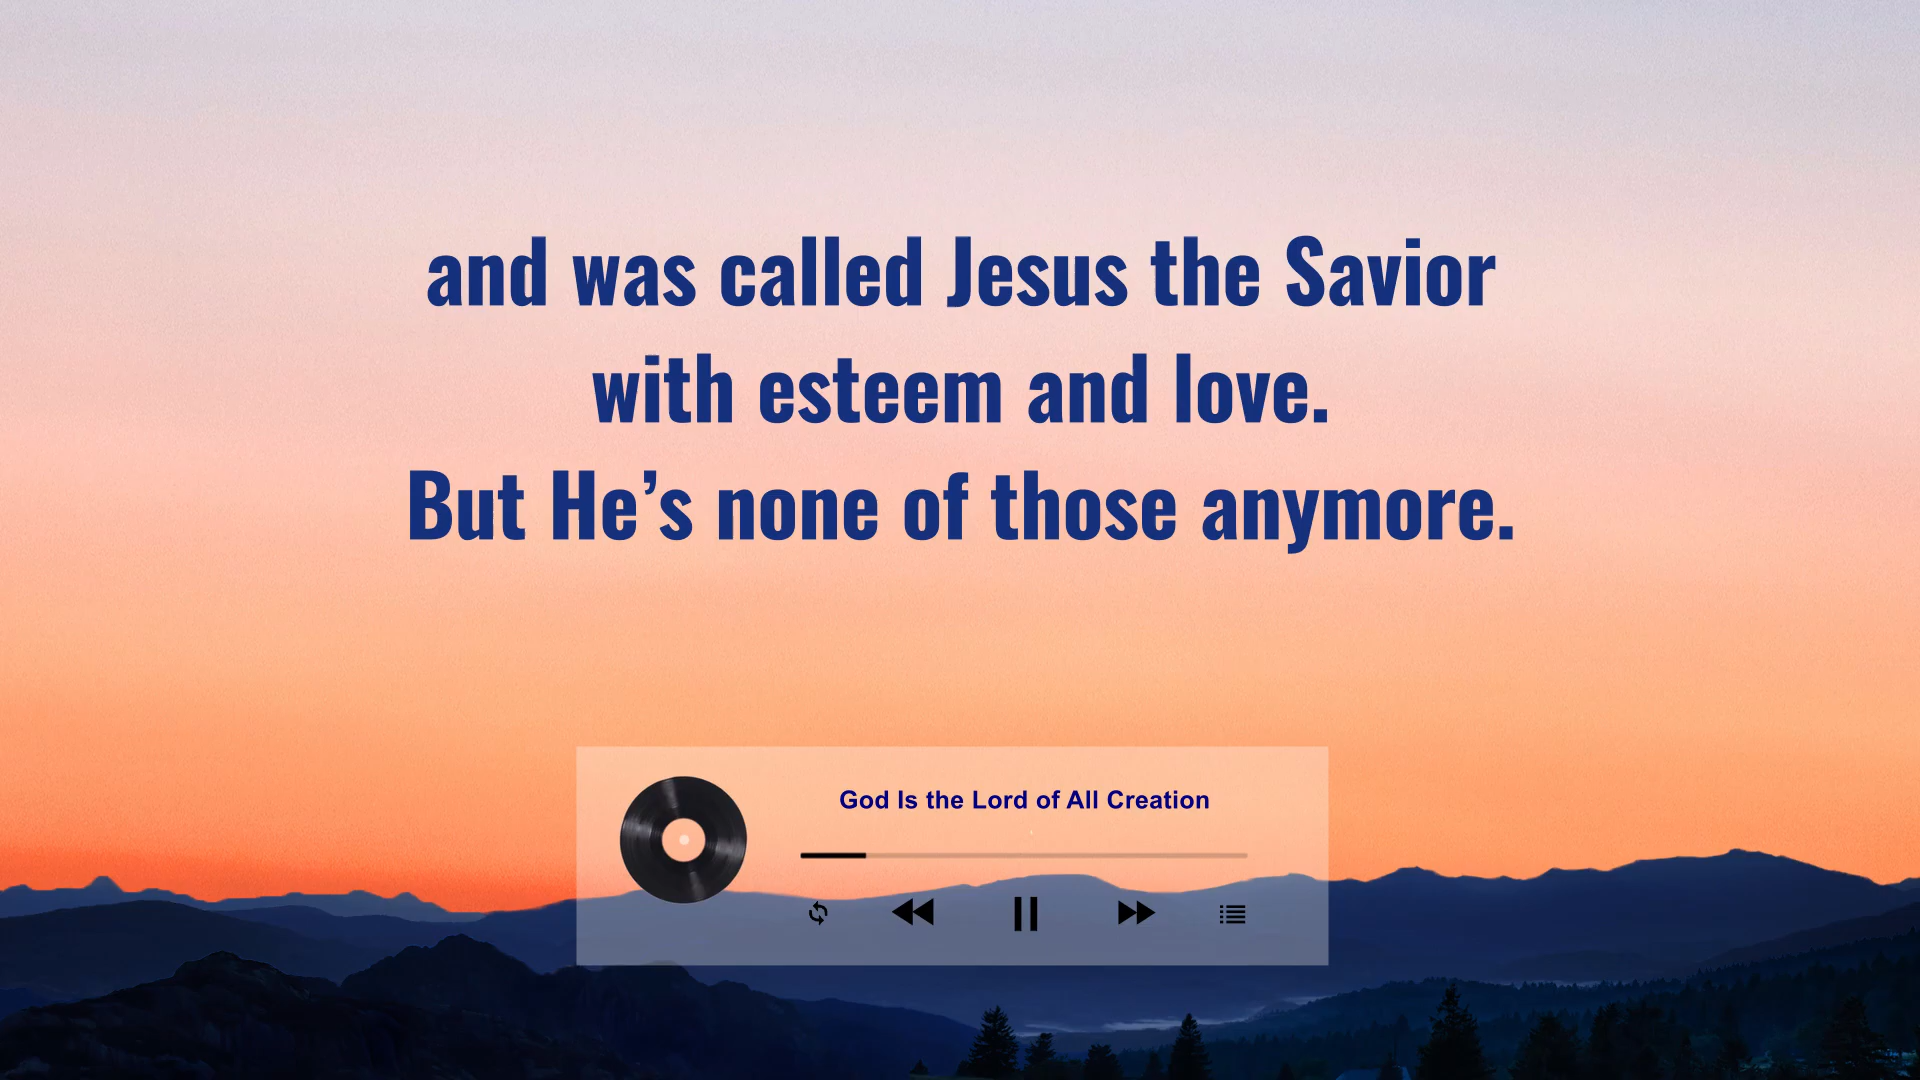 and was called Jesus the Savior
with esteem and love.
But He’s none of those anymore.
God Is the Lord of All Creation